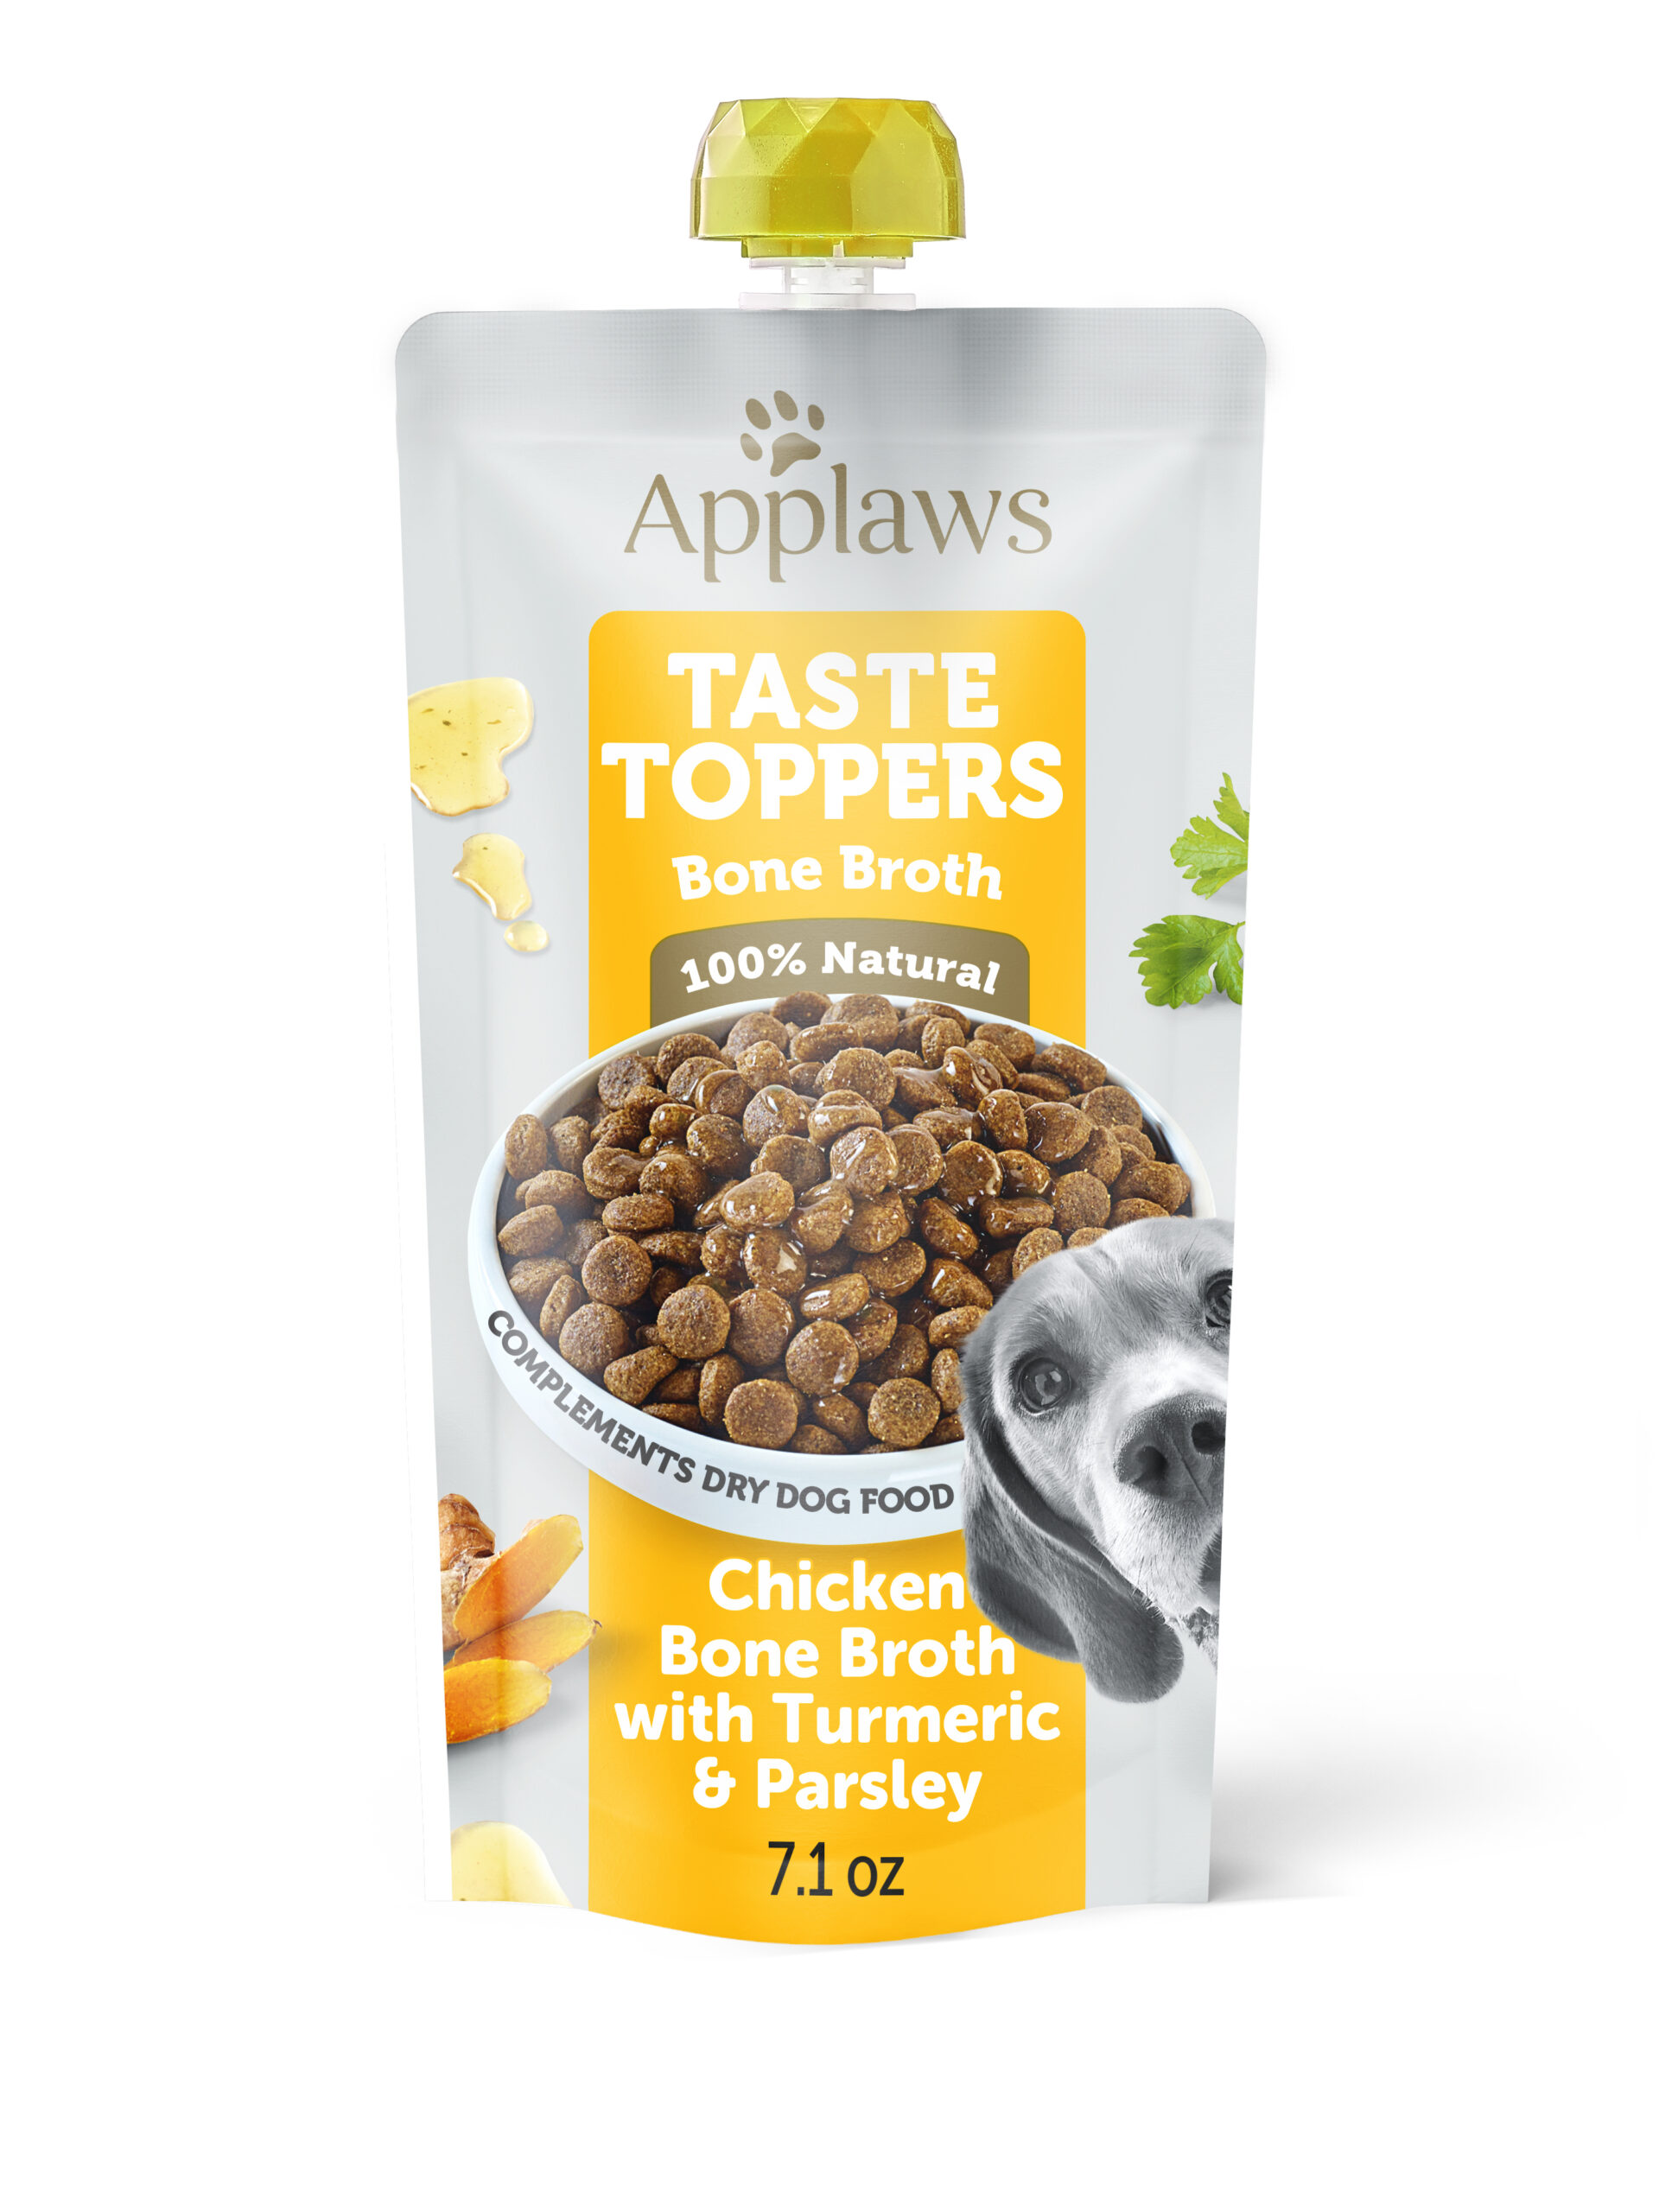 Applaws
TASTE
TOPPERS
Bone Broth
100% Natural
COMPLEMENTS DRY DOG FOOD
Chicken
Bone Broth
with Turmeric
& Parsley
7.1 oz